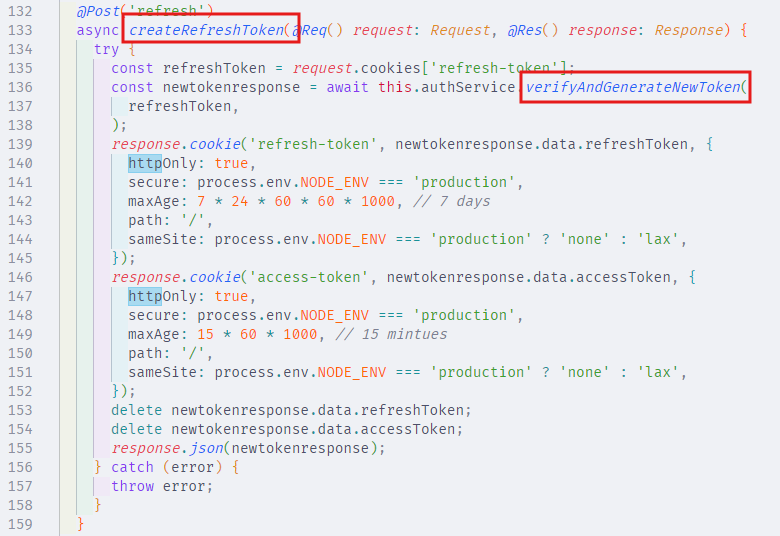 132 @Post('refresh')
133 async createRefreshToken(@Req() request: Request, @Res() response: Response) {
134 try {
135 const refreshToken = request.cookies['refresh-token'];
136 const newtokenresponse = await this.authService.verifyAndGenerateNewToken(
137 refreshToken,
138 );
139 response.cookie('refresh-token', newtokenresponse.data.refreshToken, {
140 httpOnly: true,
141 secure: process.env.NODE_ENV === 'production',
142 maxAge: 7 * 24 * 60 * 60 * 1000, // 7 days
143 path: '/',
144 sameSite: process.env.NODE_ENV === 'production' ? 'none' : 'lax',
145 });
146 response.cookie('access-token', newtokenresponse.data.accessToken, {
147 httpOnly: true,
148 secure: process.env.NODE_ENV === 'production',
149 maxAge: 15 * 60 * 1000, // 15 mintues
150 path: '/',
151 sameSite: process.env.NODE_ENV === 'production' ? 'none' : 'lax',
152 });
153 delete newtokenresponse.data.refreshToken;
154 delete newtokenresponse.data.accessToken;
155 response.json(newtokenresponse);
156 } catch (error) {
157 throw error;
158 }
159 }